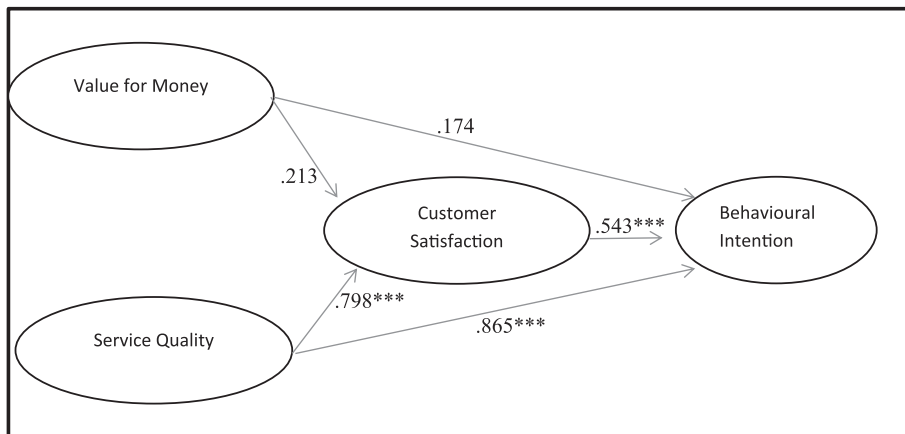 Value for Money
.174
.213
Customer
Satisfaction
.543***
Behavioural
Intention
.798***
.865***
Service Quality